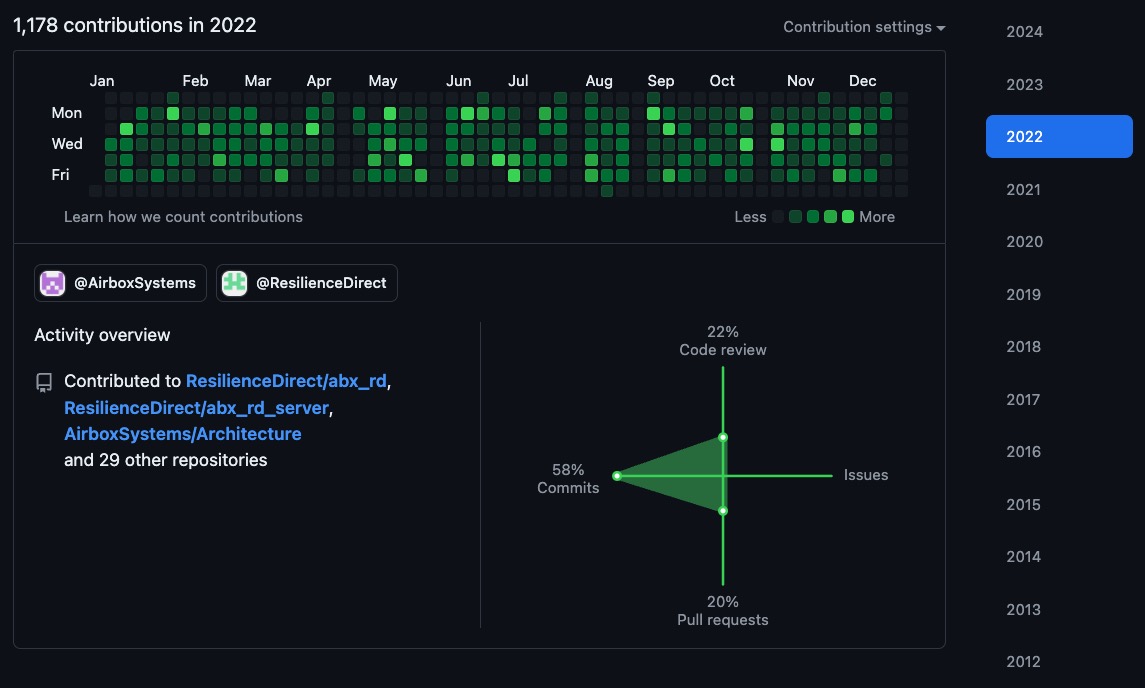 1,178 contributions in 2022
Contribution settings
Jan Feb Mar Apr May Jun Jul Aug Sep Oct Nov Dec
Mon
Wed
Fri
Learn how we count contributions
Less More
@AirboxSystems @ResilienceDirect
Activity overview
Contributed to ResilienceDirect/abx_rd,
ResilienceDirect/abx_rd_server,
AirboxSystems/Architecture
and 29 other repositories
22%
Code review
58%
Commits
Issues
20%
Pull requests
2024
2023
2022
2021
2020
2019
2018
2017
2016
2015
2014
2013
2012